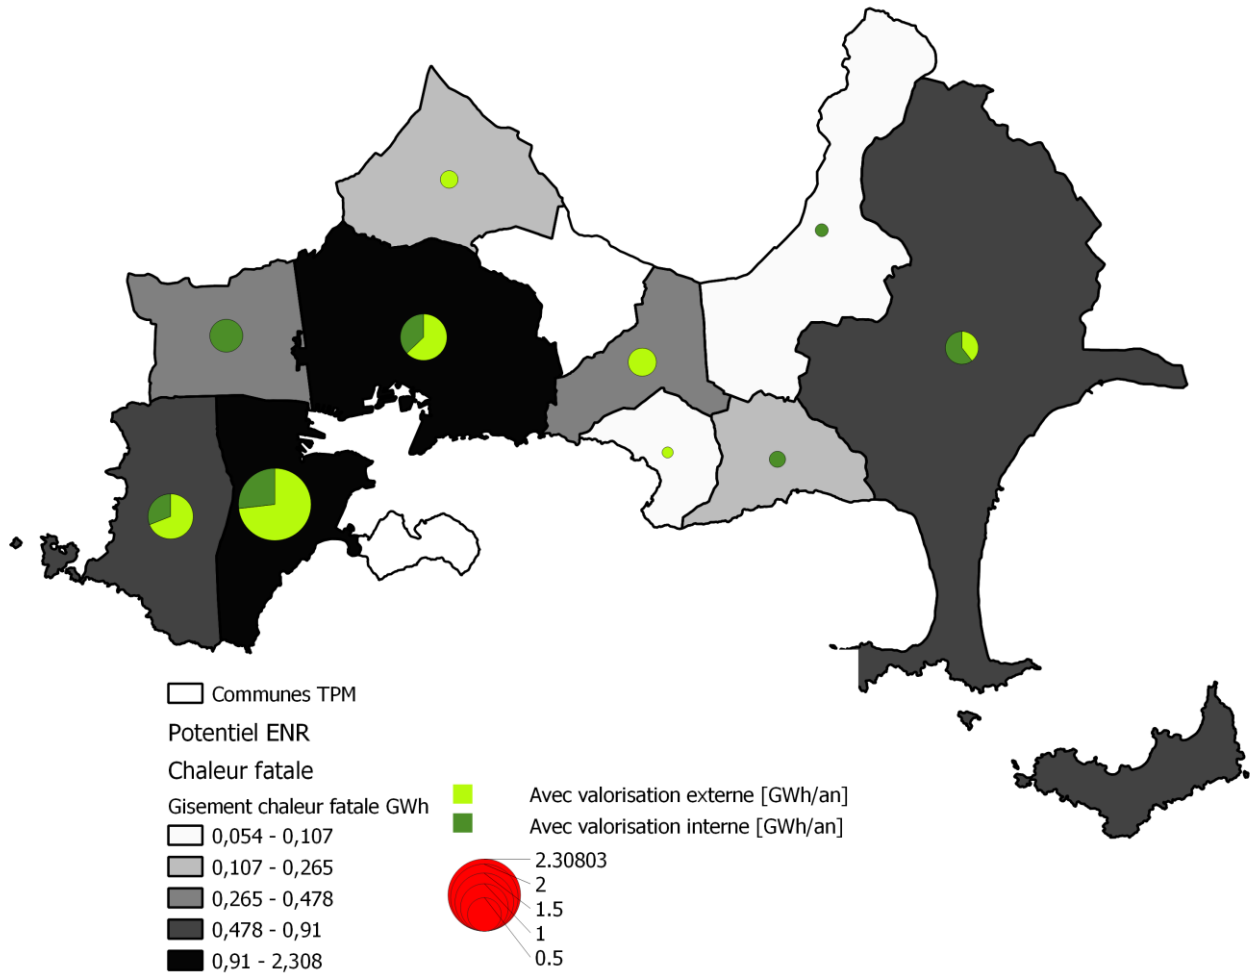 Communes TPM
Potentiel ENR
Chaleur fatale
Gisement chaleur fatale GWh
0,054 - 0,107
0,107 - 0,265
0,265 - 0,478
0,478 - 0,91
0,91 - 2,308
Avec valorisation externe [GWh/an]
Avec valorisation interne [GWh/an]
2.30803
2
1.5
1
0.5